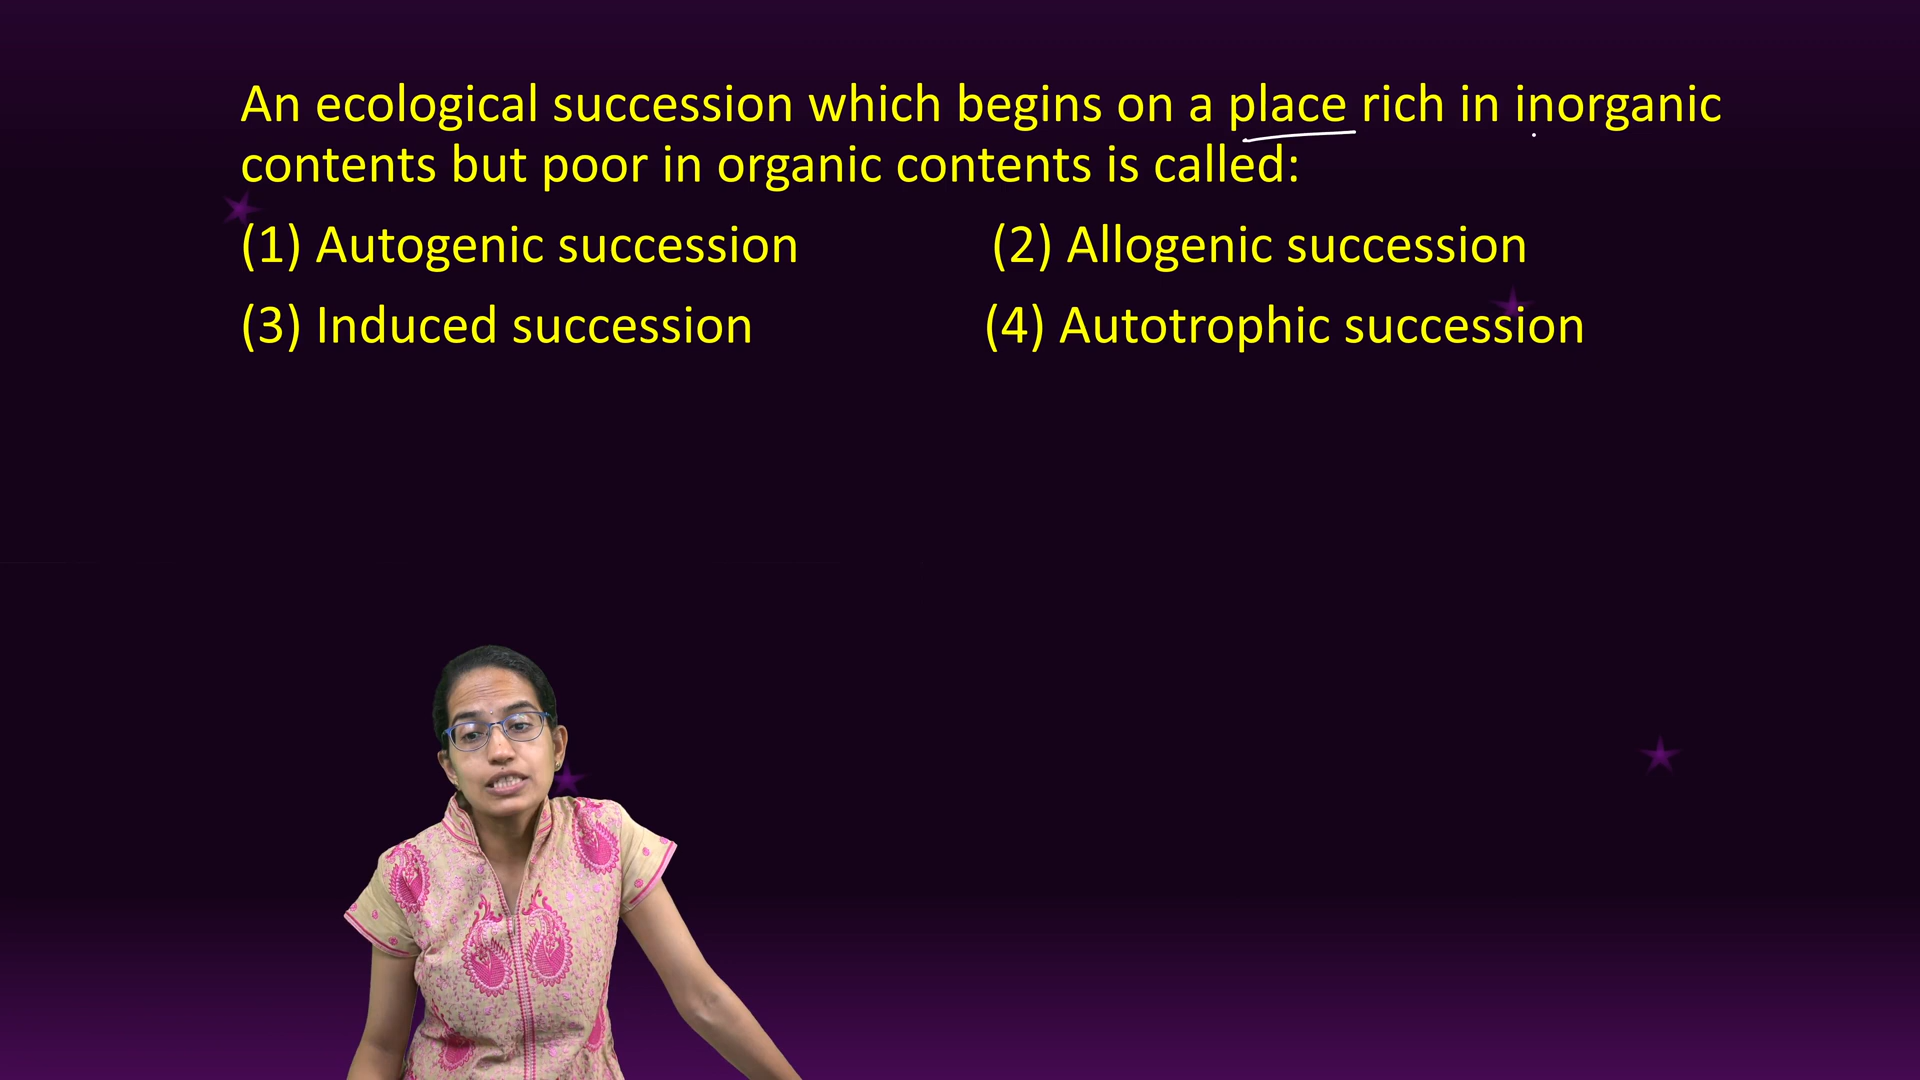 An ecological succession which begins on a place rich in inorganic
contents but poor in organic contents is called:
(1) Autogenic succession (2) Allogenic succession
(3) Induced succession (4) Autotrophic succession